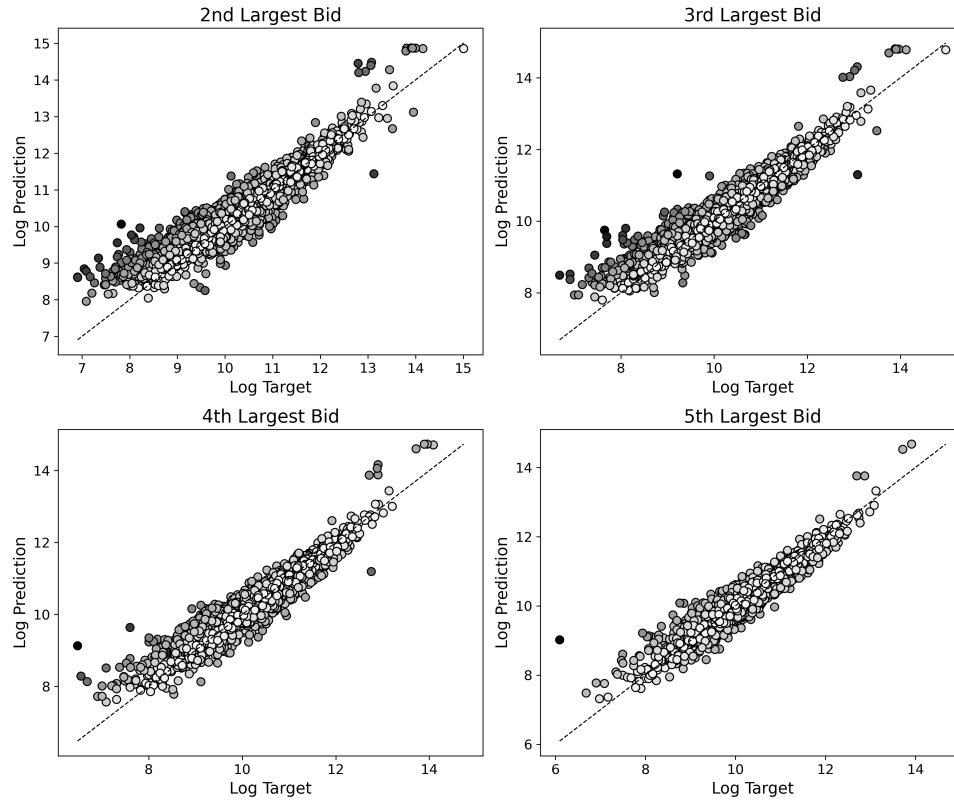 2nd Largest Bid
15
14
13
12
11
10
9
8
7
Log Prediction
7 8 9 10 11 12 13 14 15
Log Target
3rd Largest Bid
14
12
10
8
Log Prediction
8 10 12 14
Log Target
4th Largest Bid
14
12
10
8
Log Prediction
8 10 12 14
Log Target
5th Largest Bid
14
12
10
8
6
Log Prediction
6 8 10 12 14
Log Target